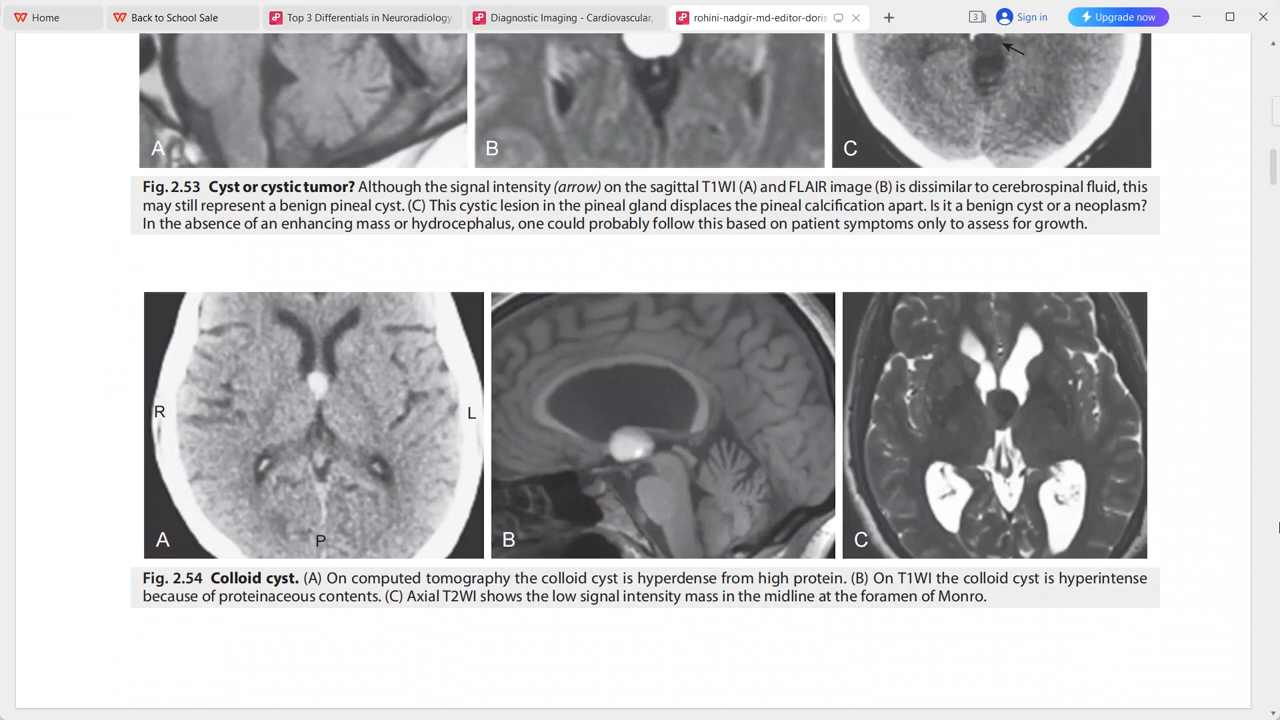 Home
Back to School Sale
Top 3 Differentials in Neuroradiology
Diagnostic Imaging - Cardiovascular,
rohini-nadgir-md-editor-doris
3
Sign in
Upgrade now
A
B
C
Fig. 2.53 Cyst or cystic tumor? Although the signal intensity (arrow) on the sagittal T1WI (A) and FLAIR image (B) is dissimilar to cerebrospinal fluid, this
may still represent a benign pineal cyst. (C) This cystic lesion in the pineal gland displaces the pineal calcification apart. Is it a benign cyst or a neoplasm?
In the absence of an enhancing mass or hydrocephalus, one could probably follow this based on patient symptoms only to assess for growth.
R
L
A
P
B
C
Fig. 2.54 Colloid cyst. (A) On computed tomography the colloid cyst is hyperdense from high protein. (B) On T1WI the colloid cyst is hyperintense
because of proteinaceous contents. (C) Axial T2WI shows the low signal intensity mass in the midline at the foramen of Monro.